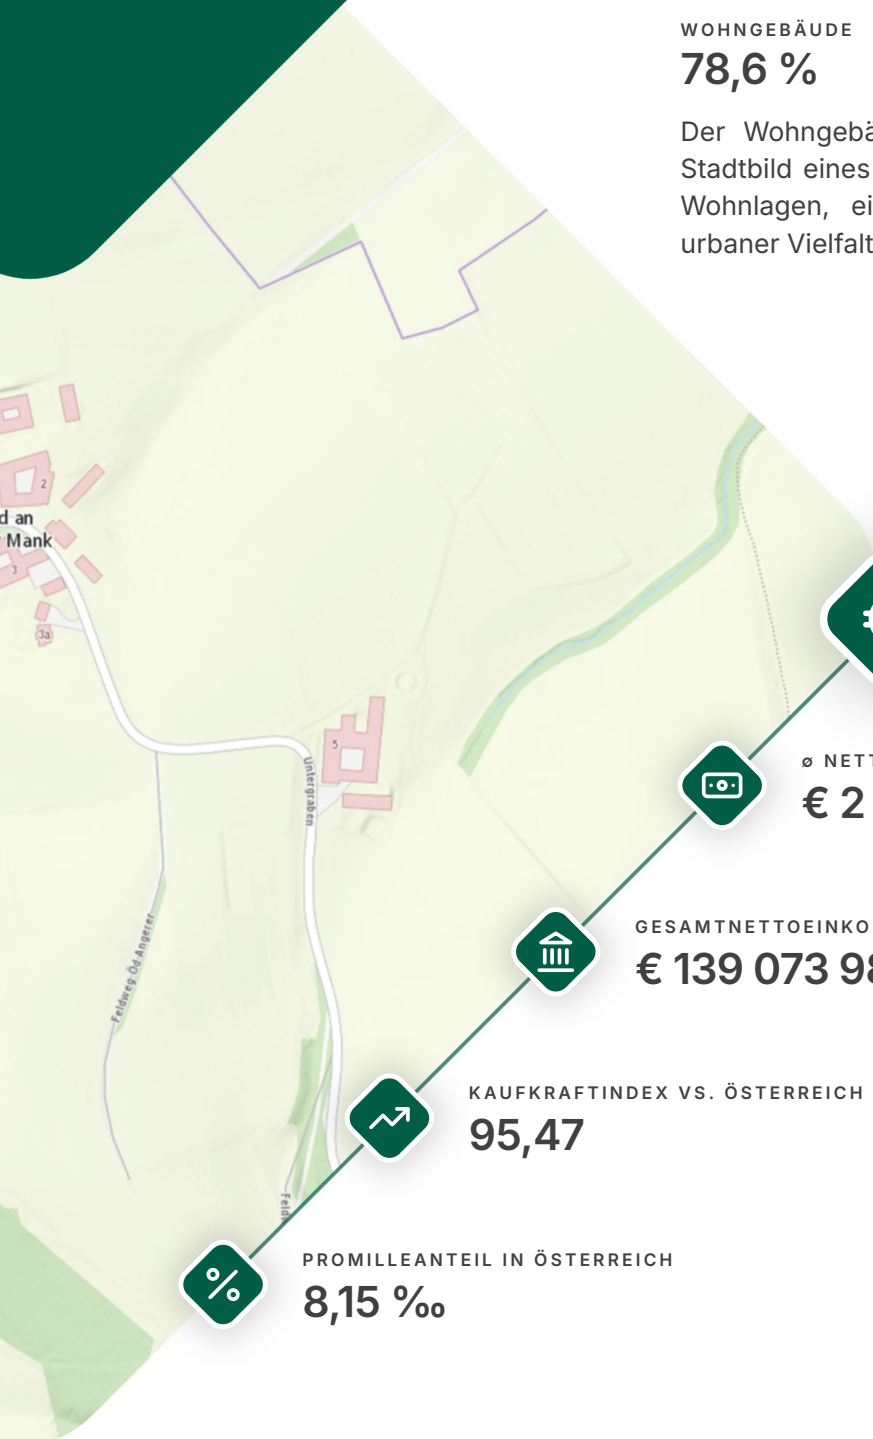 WOHNGEBÄUDE
78,6 %
Der Wohngebä
Stadtbild eines
Wohnlagen, ei
urbaner Vielfalt
2
d an
Mank
3
3a
5
Untergraben
ø NETT
€ 2
Feldweg-Öd-Angerer
GESAMTNETTOEINKO
€ 139 073 98
KAUFKRAFTINDEX VS. ÖSTERREICH
95,47
Feldw
PROMILLEANTEIL IN ÖSTERREICH
8,15 ‰